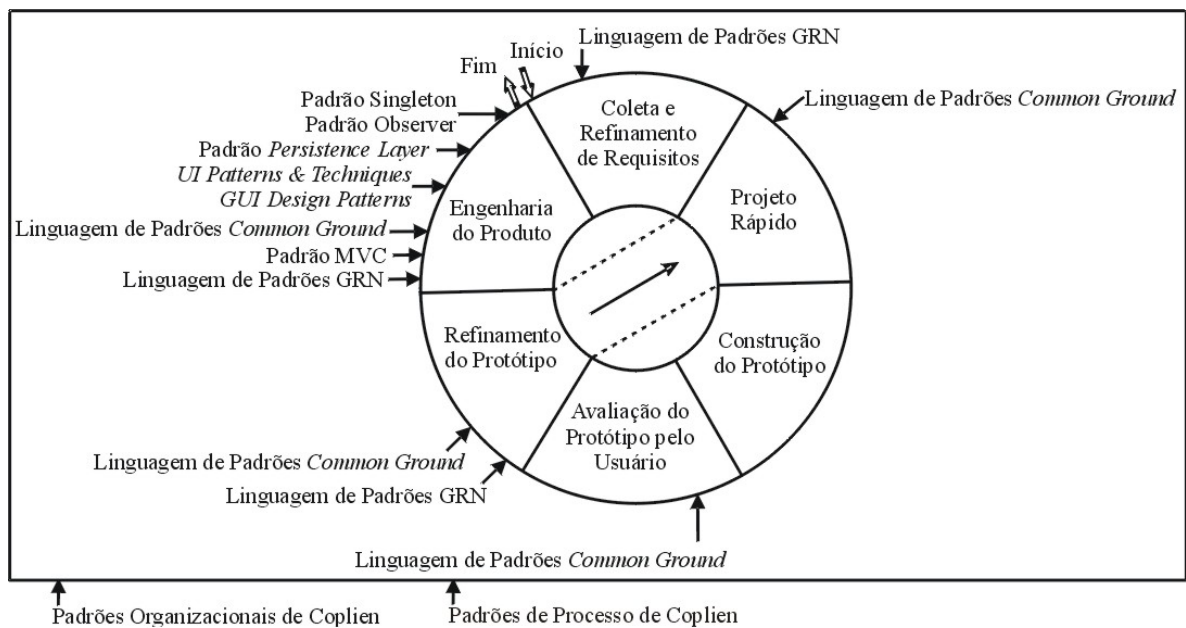 Início
Linguagem de Padrões GRN
Fim
Padrão Singleton
Padrão Observer
Padrão Persistence Layer
UI Patterns & Techniques
GUI Design Patterns
Linguagem de Padrões Common Ground
Padrão MVC
Linguagem de Padrões GRN
Coleta e
Refinamento
de Requisitos
Linguagem de Padrões Common Ground
Projeto
Rápido
Engenharia
do Produto
Refinamento
do Protótipo
Construção
do Protótipo
Avaliação do
Protótipo pelo
Usuário
Linguagem de Padrões Common Ground
Linguagem de Padrões GRN
Linguagem de Padrões Common Ground
Padrões Organizacionais de Coplien
Padrões de Processo de Coplien